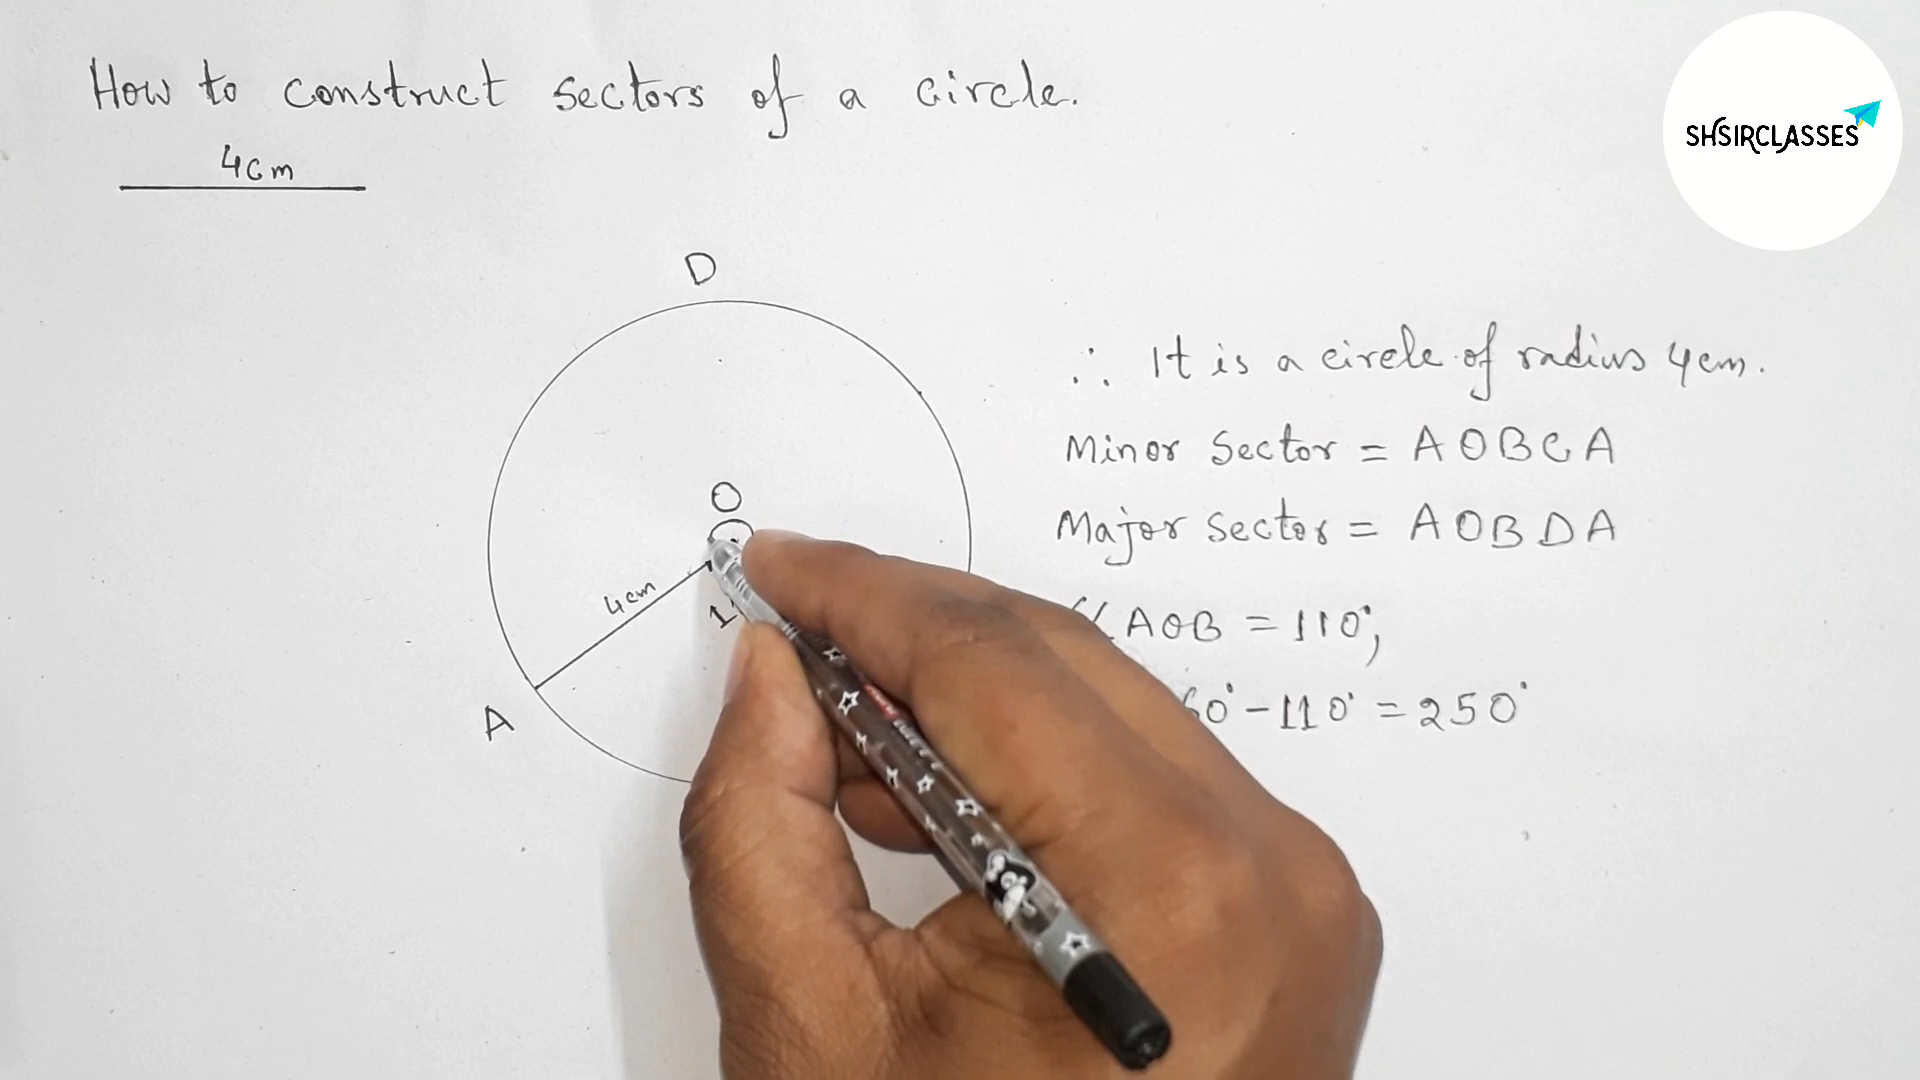 How to construct sectors of a circle.
4cm
SHSIRCLASSES
D
∴ It is a circle of radius 4cm.
Minor Sector = AOBCA
Major Sector = AOBDA
O
4cm
∠AOB = 110°,
60° - 110° = 250°
A